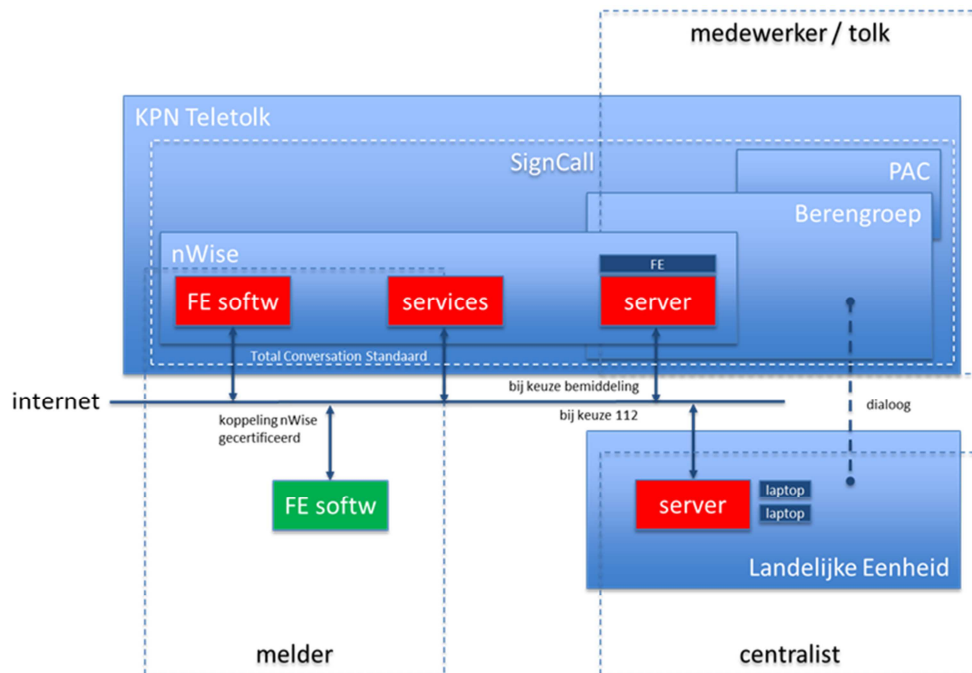 medewerker / tolk
KPN Teletolk
SignCall
PAC
Berengroep
nWise
FE
FE softw
services
server
Total Conversation Standaard
bij keuze bemiddeling
internet
dialoog
koppeling nWise
gecertificeerd
bij keuze 112
FE softw
server
laptop
laptop
Landelijke Eenheid
melder
centralist